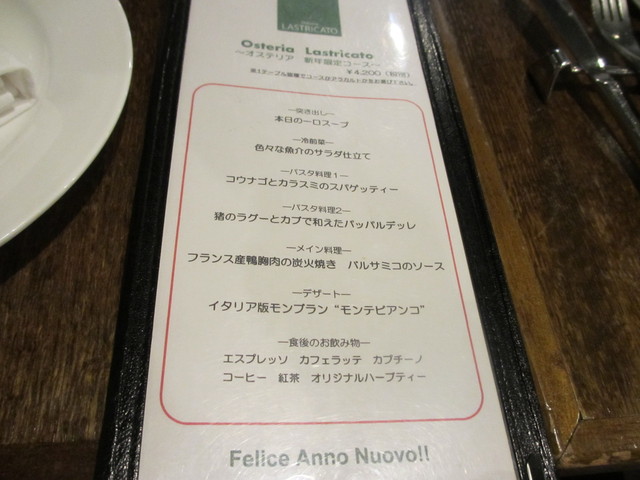 LASTRICATO
Osteria Lastricato
～オステリア 新年限定コース～
￥4,200（税増）
―突き出し―
本日の一口スープ
―冷前菜―
色々な魚介のサラダ仕立て
―パスタ料理１―
コウナゴとカラスミのスパゲッティー
―パスタ料理2―
猪のラグーとカブで和えたパッパルデッレ
―メイン料理―
フランス産鴨胸肉の炭火焼き バルサミコのソース
―デザート―
イタリア版モンブラン “モンテビアンコ”
―食後のお飲み物―
エスプレッソ カフェラッテ カプチーノ
コーヒー 紅茶 オリジナルハーブティー
Felice Anno Nuovo!!